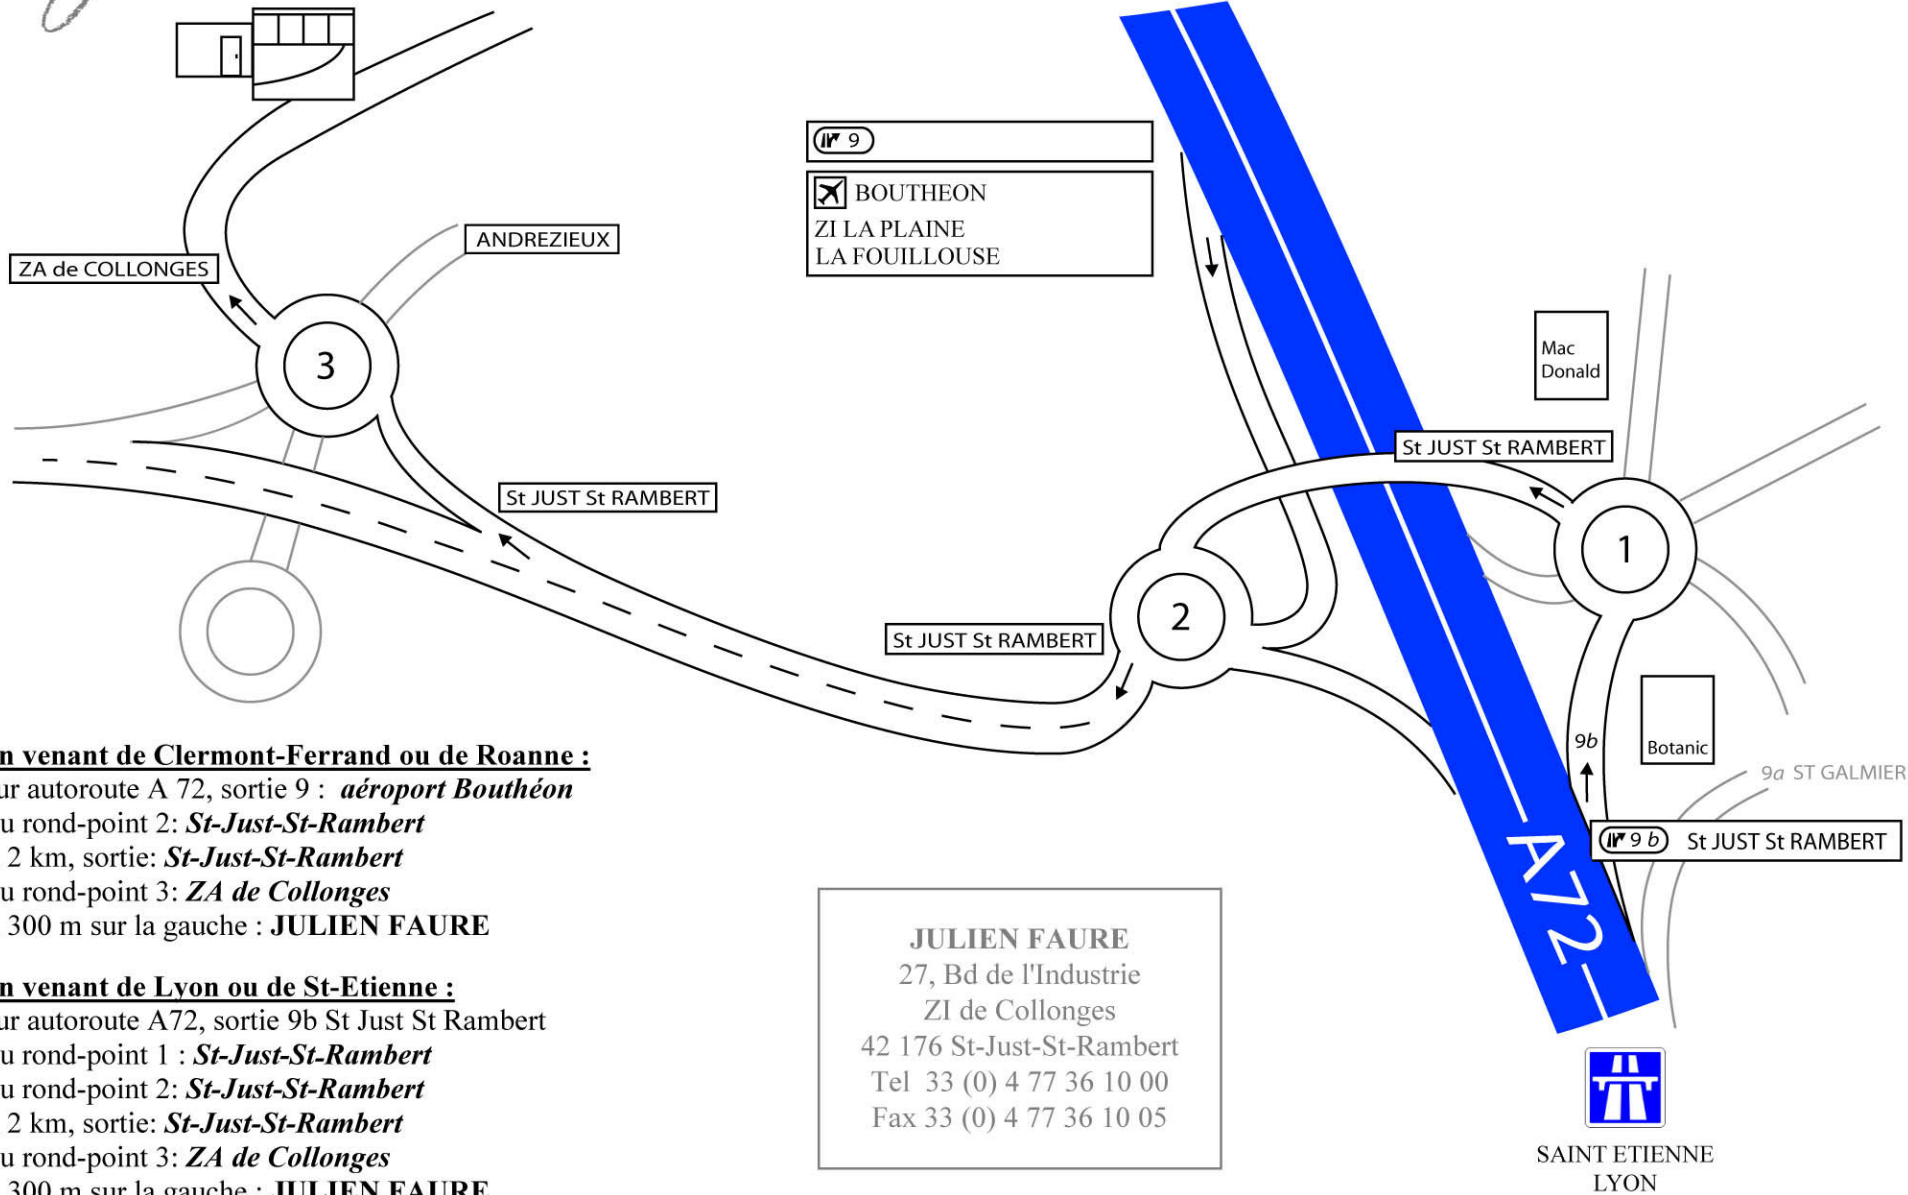 9
BOUTHEON
ZI LA PLAINE
LA FOUILLOUSE
ANDREZIEUX
ZA de COLLONGES
3
Mac
Donald
St JUST St RAMBERT
St JUST St RAMBERT
1
2
St JUST St RAMBERT
9b
Botanic
9a ST GALMIER
9 b St JUST St RAMBERT
A72
n venant de Clermont-Ferrand ou de Roanne :
ur autoroute A 72, sortie 9 : aéroport Bouthéon
u rond-point 2: St-Just-St-Rambert
2 km, sortie: St-Just-St-Rambert
u rond-point 3: ZA de Collonges
300 m sur la gauche : JULIEN FAURE
n venant de Lyon ou de St-Etienne :
ur autoroute A72, sortie 9b St Just St Rambert
u rond-point 1 : St-Just-St-Rambert
u rond-point 2: St-Just-St-Rambert
2 km, sortie: St-Just-St-Rambert
u rond-point 3: ZA de Collonges
300 m sur la gauche : JULIEN FAURE
JULIEN FAURE
27, Bd de l'Industrie
ZI de Collonges
42 176 St-Just-St-Rambert
Tel 33 (0) 4 77 36 10 00
Fax 33 (0) 4 77 36 10 05
SAINT ETIENNE
LYON